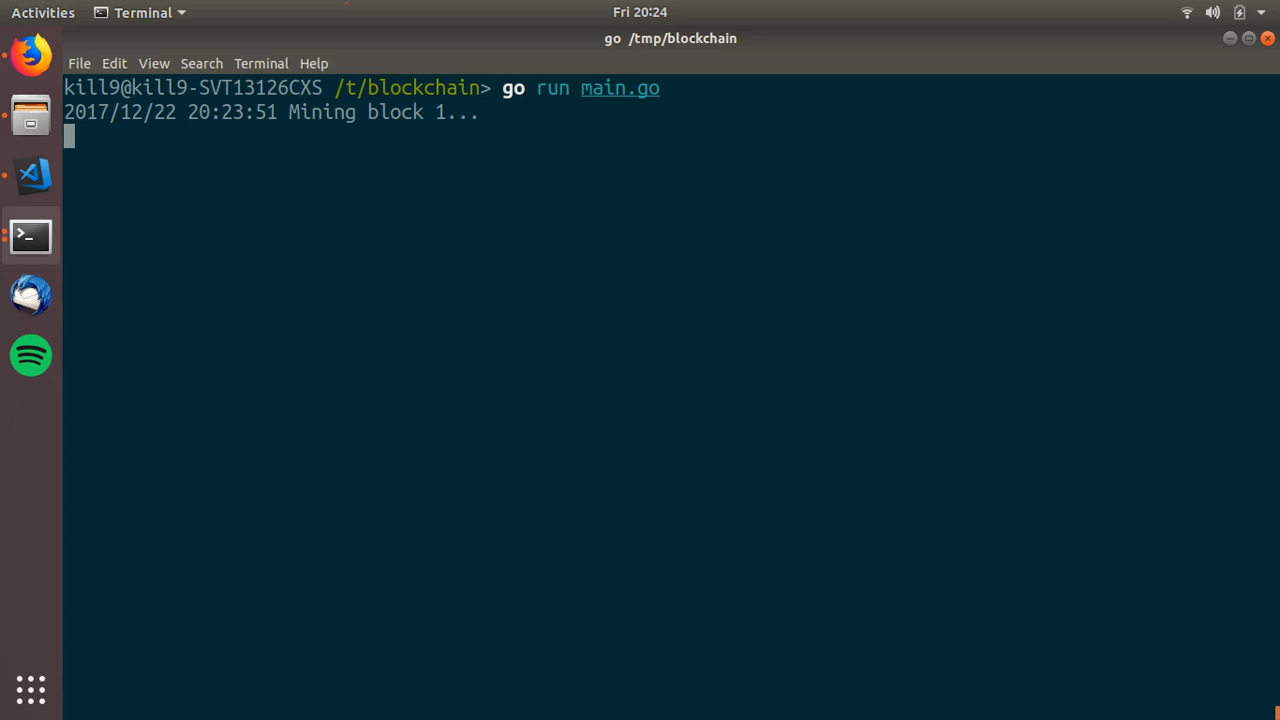 Activities Terminal Fri 20:24
go /tmp/blockchain
File Edit View Search Terminal Help
kill9@kill9-SVT13126CXS /t/blockchain> go run main.go
2017/12/22 20:23:51 Mining block 1...